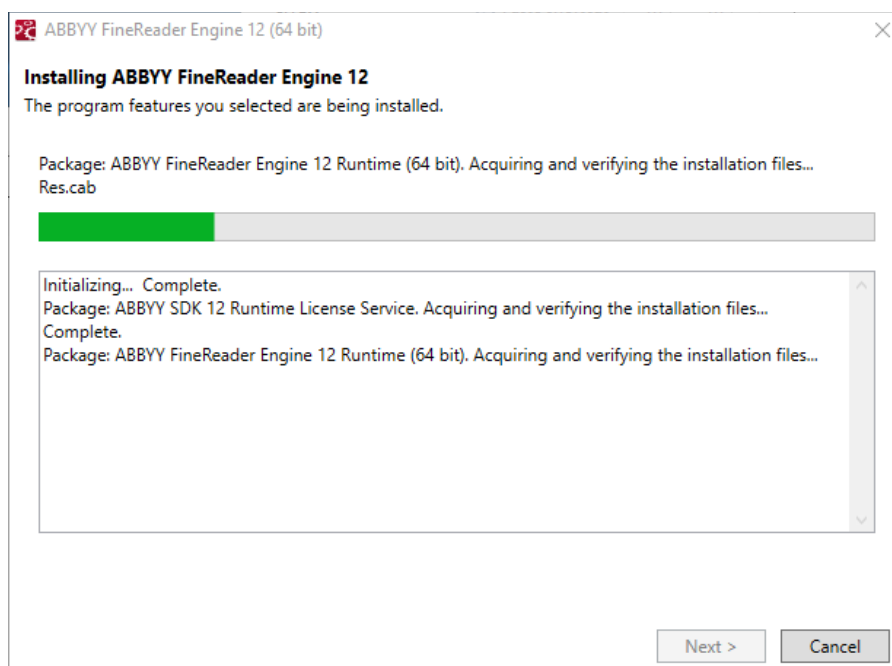 ABBYY FineReader Engine 12 (64 bit)
Installing ABBYY FineReader Engine 12
The program features you selected are being installed.
Package: ABBYY FineReader Engine 12 Runtime (64 bit). Acquiring and verifying the installation files...
Res.cab
Initializing... Complete.
Package: ABBYY SDK 12 Runtime License Service. Acquiring and verifying the installation files...
Complete.
Package: ABBYY FineReader Engine 12 Runtime (64 bit). Acquiring and verifying the installation files...
Next > Cancel